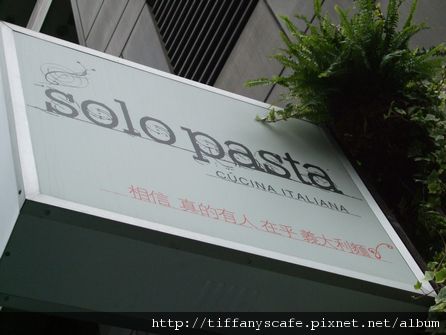 solo pasta
CUCINA ITALIANA
相信 真的有人 在乎 義大利麵
http://tiffanyscafe.pixnet.net/album